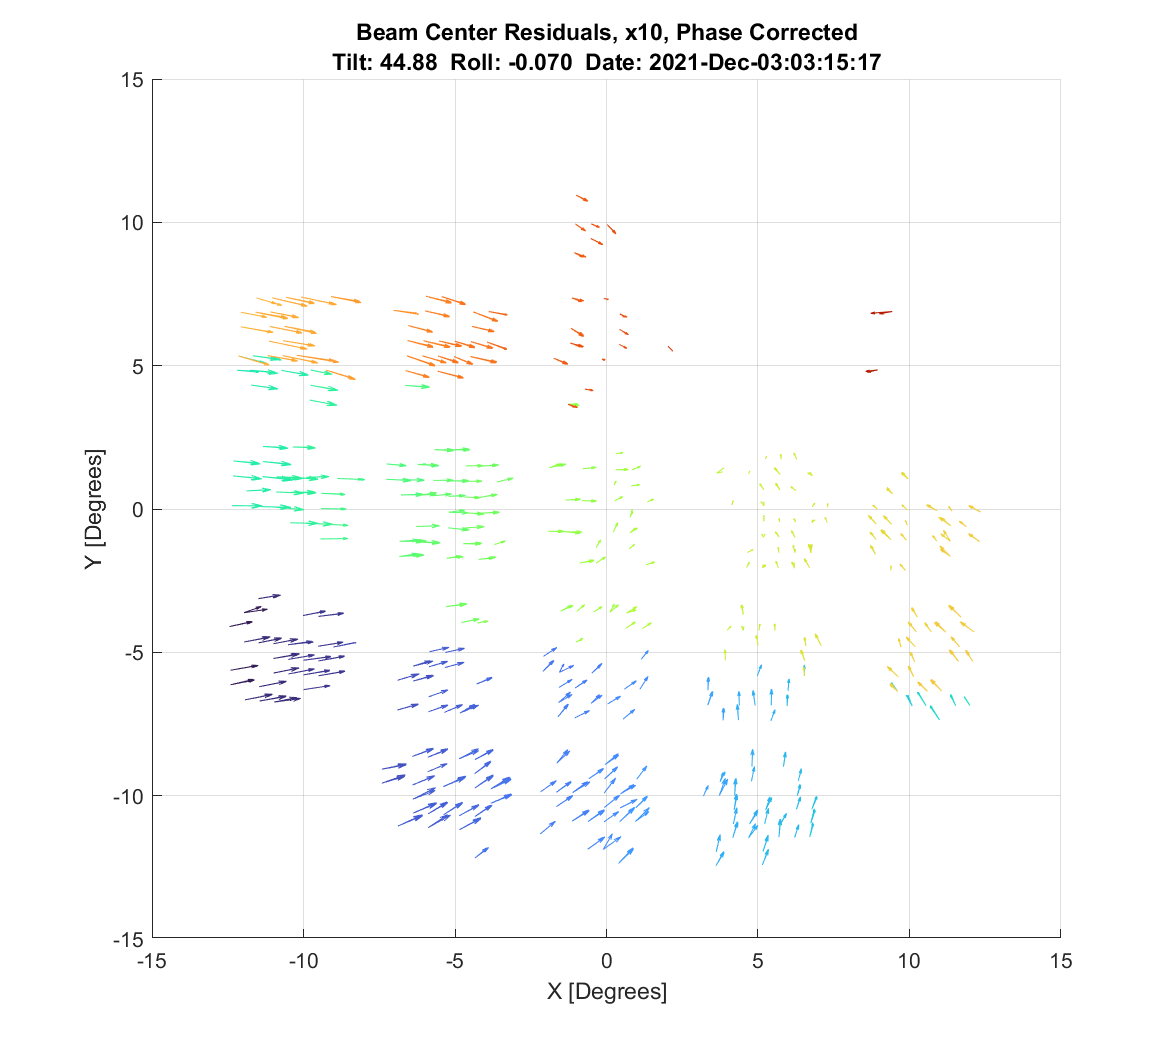 Beam Center Residuals, x10, Phase Corrected
Tilt: 44.88  Roll: -0.070  Date: 2021-Dec-03:03:15:17
15
10
5
0
-5
-10
-15
Y [Degrees]
-15 -10 -5 0 5 10 15
X [Degrees]